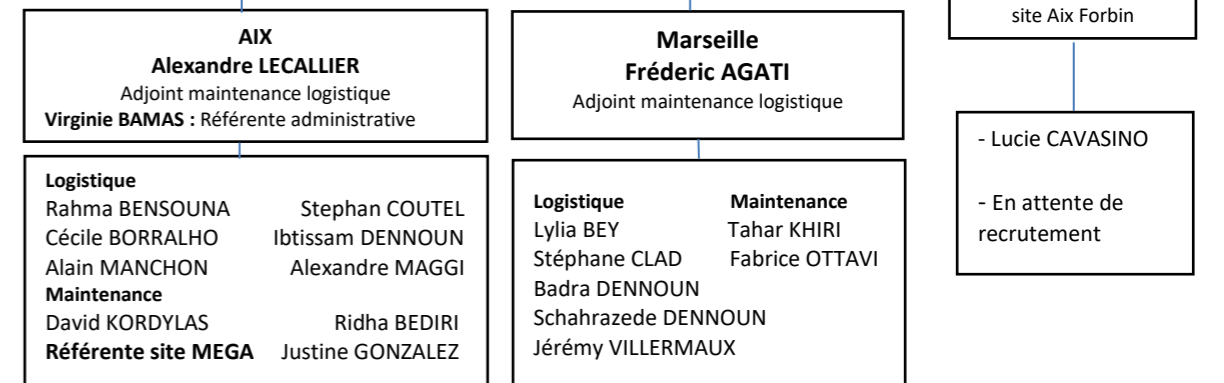 AIX
Alexandre LECALLIER
Adjoint maintenance logistique
Virginie BAMAS : Référente administrative
Logistique
Rahma BENSOUNA Stephan COUTEL
Cécile BORRALHO Ibtissam DENNOUN
Alain MANCHON Alexandre MAGGI
Maintenance
David KORDYLAS Ridha BEDIRI
Référente site MEGA Justine GONZALEZ
Marseille
Fréderic AGATI
Adjoint maintenance logistique
Logistique Maintenance
Lylia BEY Tahar KHIRI
Stéphane CLAD Fabrice OTTAVI
Badra DENNOUN
Schahrazede DENNOUN
Jérémy VILLERMAUX
site Aix Forbin
- Lucie CAVASINO
- En attente de
recrutement